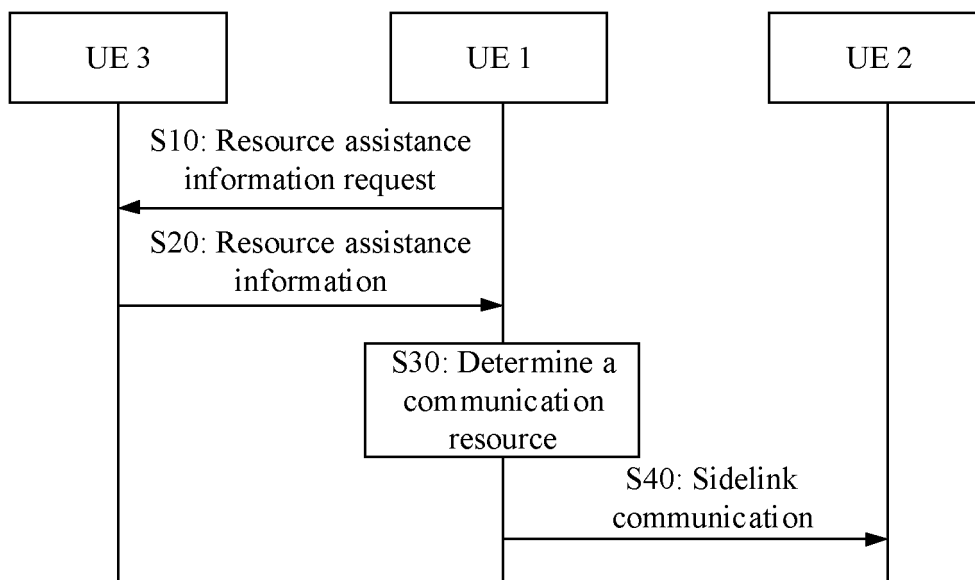 UE 3
UE 1
UE 2
S10: Resource assistance
information request
S20: Resource assistance
information
S30: Determine a
communication
resource
S40: Sidelink
communication